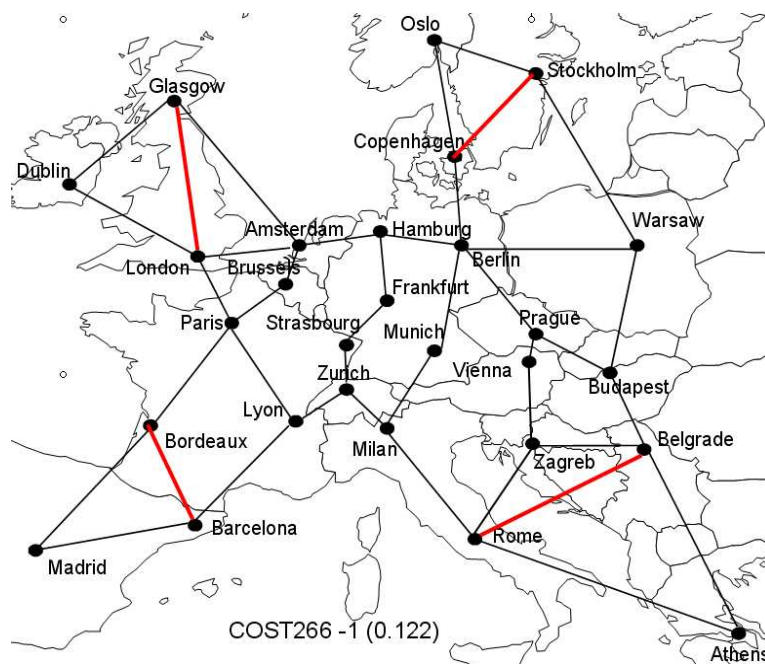 Oslo
Stockholm
Glasgow
Copenhagen
Dublin
Amsterdam
Hamburg
Warsaw
London
Brussels
Berlin
Frankfurt
Paris
Strasbourg
Munich
Prague
Zurich
Vienna
Budapest
Lyon
Bordeaux
Milan
Zagreb
Belgrade
Barcelona
Rome
Madrid
COST266 -1 (0.122)
Athens